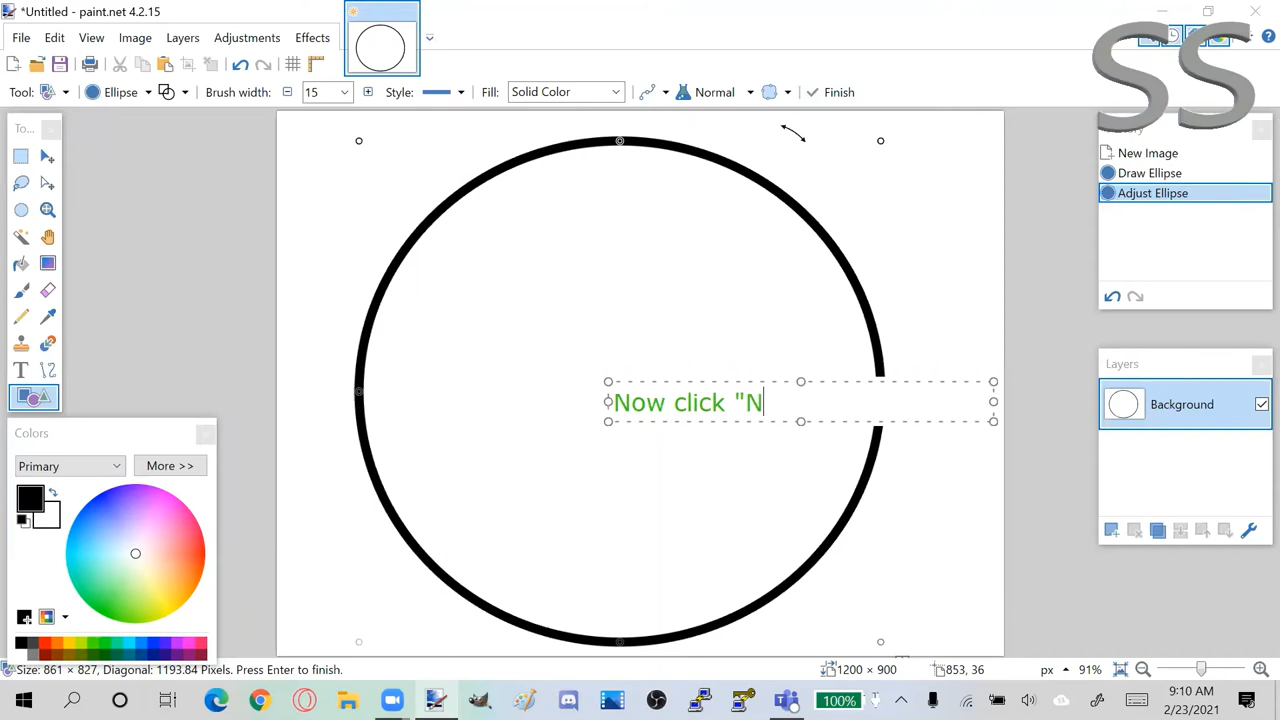 *Untitled - paint.net 4.2.15
File Edit View Image Layers Adjustments Effects
SS
Tool: Ellipse Brush width: 15 Style: Fill: Solid Color Normal Finish
To...
New Image
Draw Ellipse
Adjust Ellipse
Now click "N
Layers
Background
Colors
Primary More >>
Size: 861 × 827, Diagonal: 1193.84 Pixels. Press Enter to finish. 1200 × 900 853, 36 px 91%
100% 9:10 AM
2/23/2021